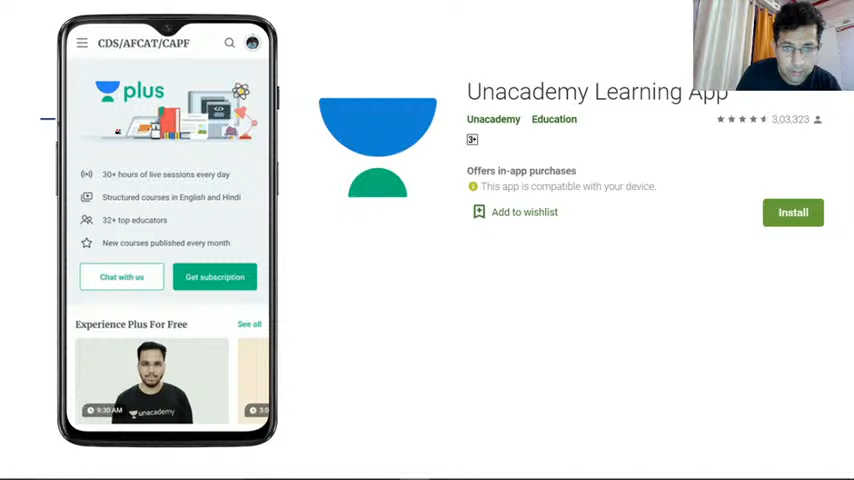 CDS/AFCAT/CAPF
plus
30+ hours of live sessions every day
Structured courses in English and Hindi
32+ top educators
New courses published every month
Chat with us
Get subscription
Experience Plus For Free
See all
9:30 AM
unacademy
3:0
Unacademy Learning App
Unacademy Education
3,03,323
3+
Offers in-app purchases
This app is compatible with your device.
Add to wishlist
Install